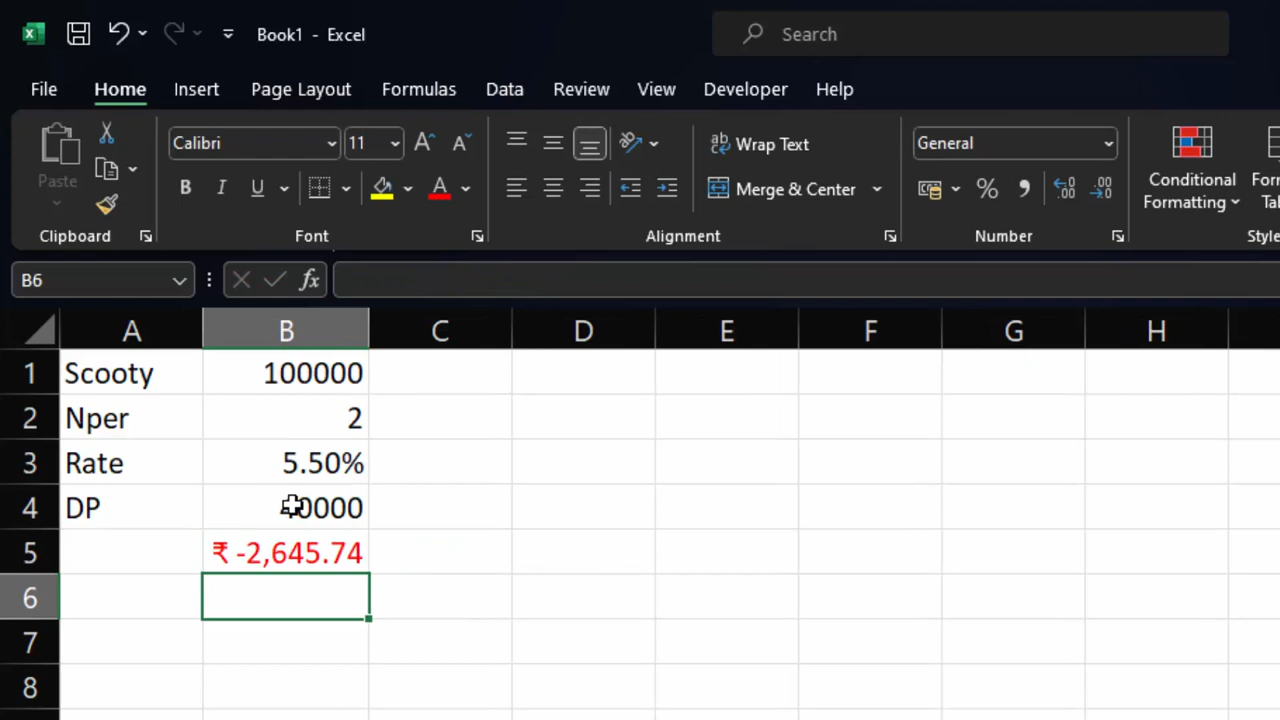 Book1 - Excel
Search
File Home Insert Page Layout Formulas Data Review View Developer Help
Paste
Calibri 11
Wrap Text
General
B I U A
Merge & Center
Conditional
Formatting
Clipboard Font Alignment Number
B6 fx
A B C D E F G H
1 Scooty 100000
2 Nper 2
3 Rate 5.50%
4 DP
5 ₹ -2,645.74
6
7
8